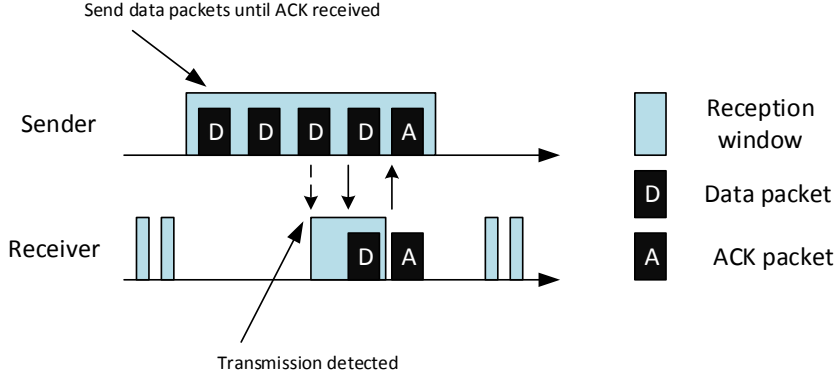 Send data packets until ACK received
Sender
D D D D A
Reception
window
D Data packet
Receiver
D A
A ACK packet
Transmission detected